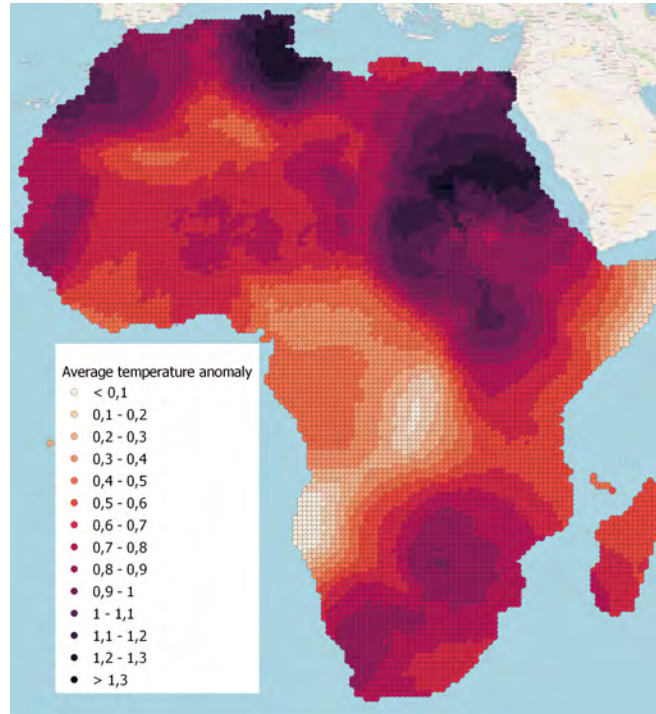 Average temperature anomaly
< 0,1
0,1 - 0,2
0,2 - 0,3
0,3 - 0,4
0,4 - 0,5
0,5 - 0,6
0,6 - 0,7
0,7 - 0,8
0,8 - 0,9
0,9 - 1
1 - 1,1
1,1 - 1,2
1,2 - 1,3
> 1,3